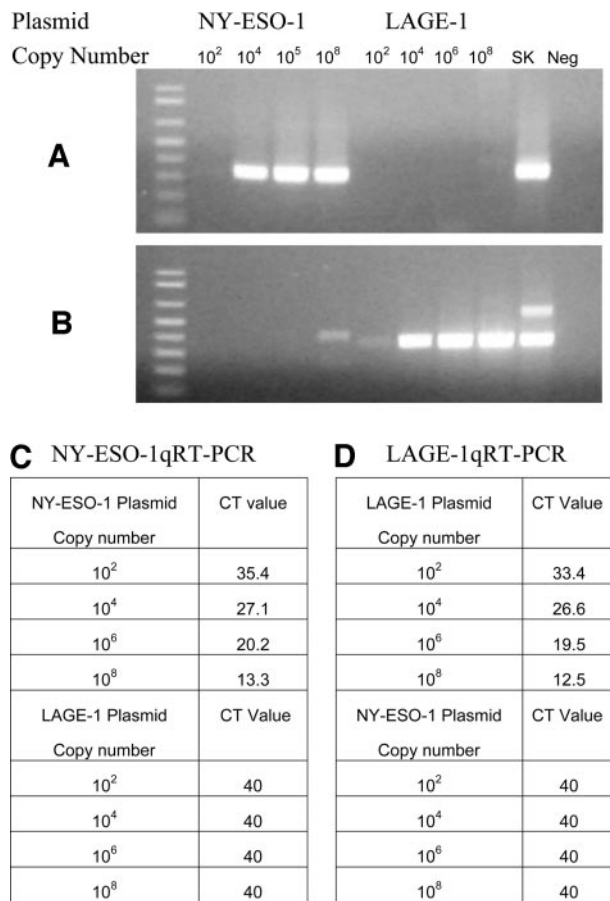 Plasmid NY-ESO-1 LAGE-1
Copy Number 10² 10⁴ 10⁵ 10⁸ 10² 10⁴ 10⁶ 10⁸ SK Neg
A
B
C NY-ESO-1qRT-PCR
NY-ESO-1 Plasmid CT value
Copy number
10² 35.4
10⁴ 27.1
10⁶ 20.2
10⁸ 13.3
LAGE-1 Plasmid CT Value
Copy number
10² 40
10⁴ 40
10⁶ 40
10⁸ 40
D LAGE-1qRT-PCR
LAGE-1 Plasmid CT Value
Copy number
10² 33.4
10⁴ 26.6
10⁶ 19.5
10⁸ 12.5
NY-ESO-1 Plasmid CT Value
Copy number
10² 40
10⁴ 40
10⁶ 40
10⁸ 40